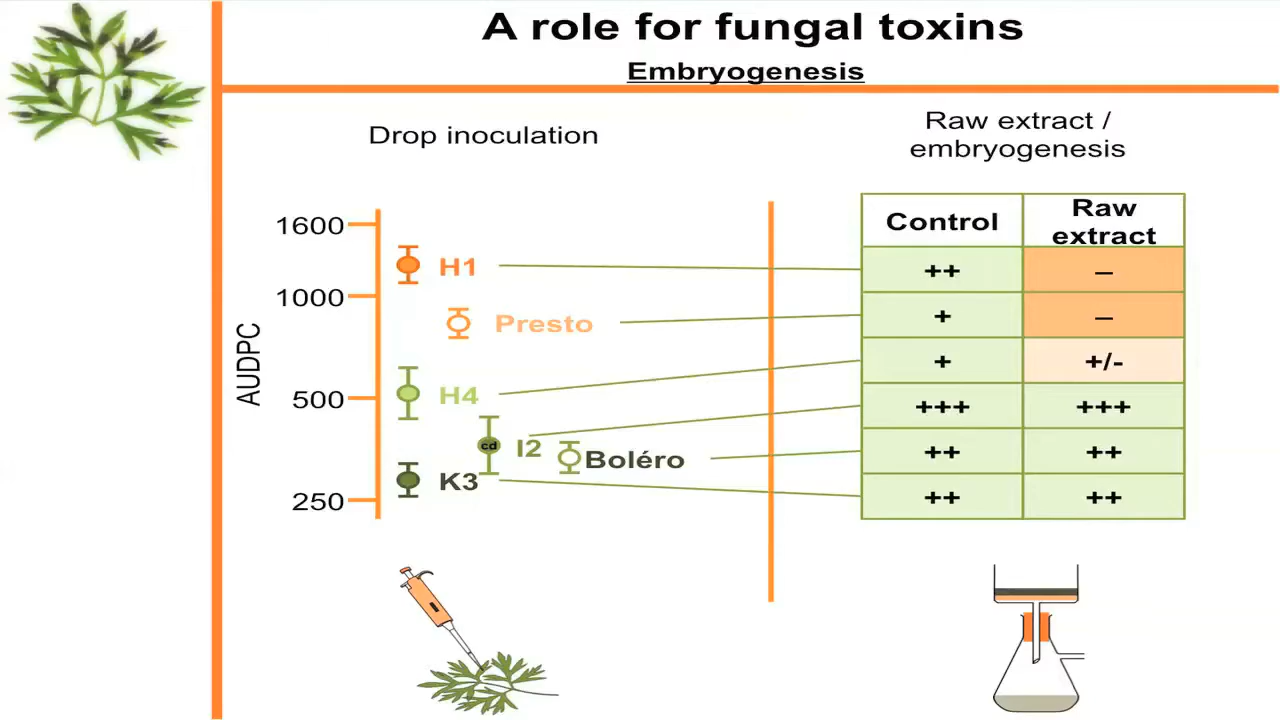 A role for fungal toxins
Embryogenesis
Drop inoculation
Raw extract /
embryogenesis
AUDPC
1600
1000
500
250
H1
Presto
H4
cd
I2
Boléro
K3
Control
Raw
extract
++
–
+
–
+
+/-
+++
+++
++
++
++
++